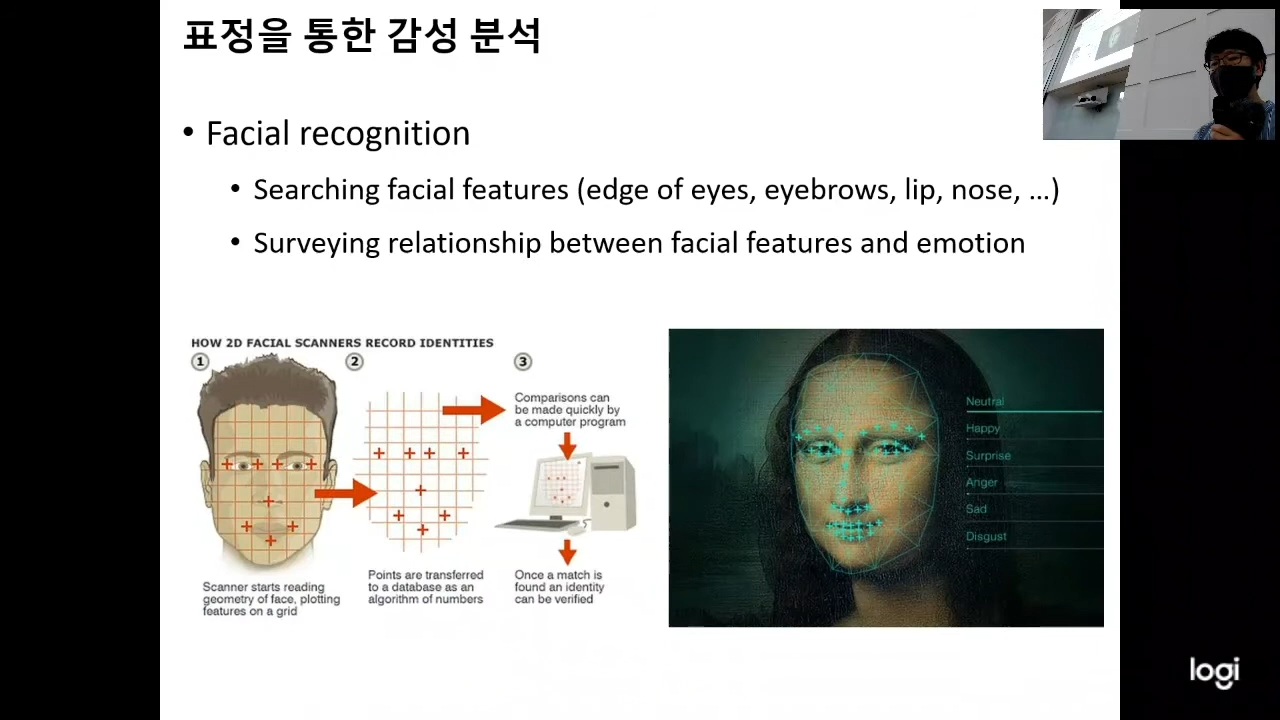 표정을 통한 감성 분석
• Facial recognition
• Searching facial features (edge of eyes, eyebrows, lip, nose, …)
• Surveying relationship between facial features and emotion
HOW 2D FACIAL SCANNERS RECORD IDENTITIES
1
2
3
Scanner starts reading
geometry of face, plotting
features on a grid
Points are transferred
to a database as an
algorithm of numbers
Comparisons can
be made quickly by
a computer program
Once a match is
found an identity
can be verified
Neutral
Happy
Surprise
Anger
Sad
Disgust
logi